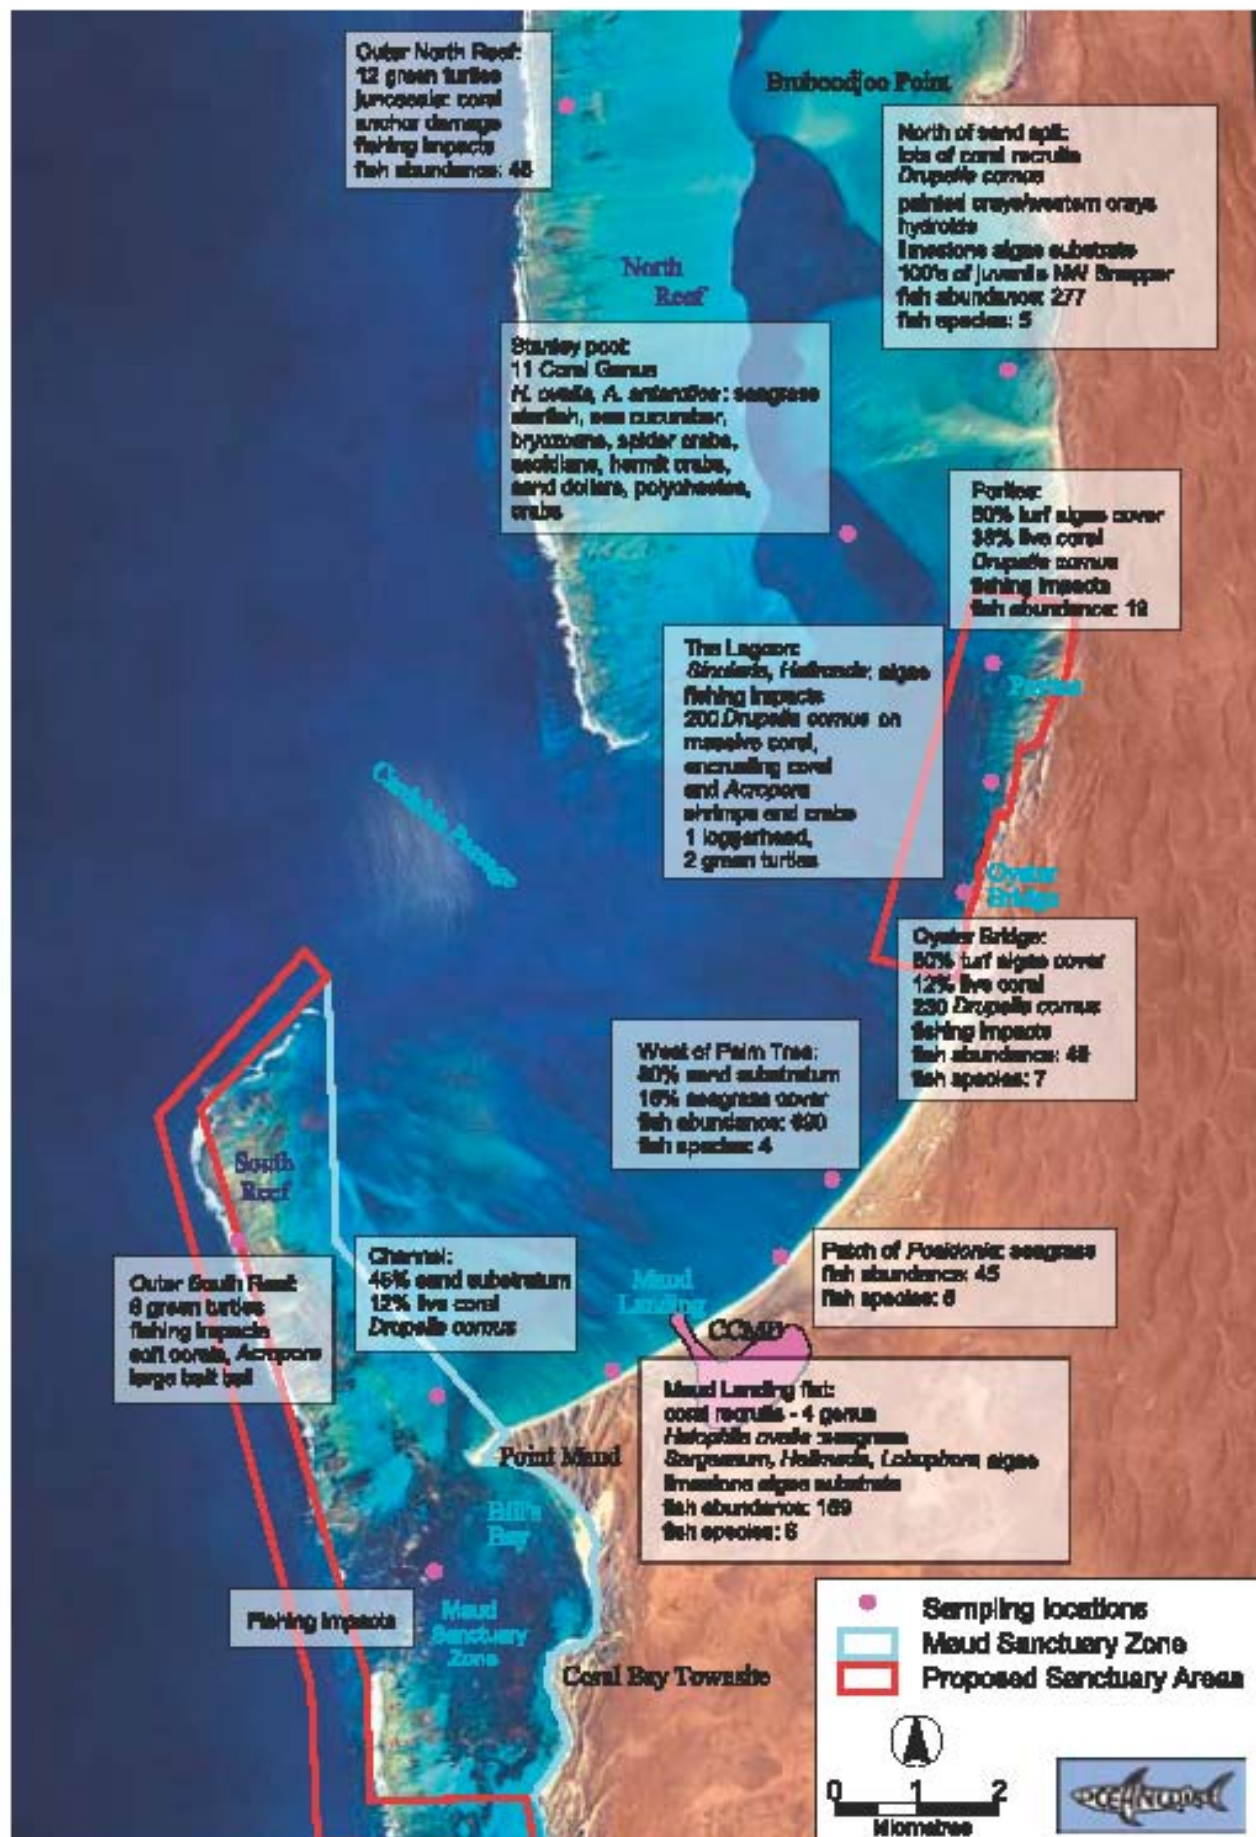 Outer North Reef:
12 green turtles
coral
anchor damage
fishing impacts
fish abundance: 48
Point
North of sand spit:
lots of coral recruits
Drupella cornus
painted crays/western crays
hydroids
limestone algae substrate
100's of juvenile NW Snapper
fish abundance: 277
fish species: 5
North
Reef
Stanley pool:
11 Coral Genus
H. ovalis, A. antarctica: seagrass
starfish, sea cucumber,
bryozoans, spider crabs,
ascidians, hermit crabs,
sand dollars, polychaetes,
crabs
Porites:
50% turf algae cover
38% live coral
Drupella cornus
fishing impacts
fish abundance: 19
The Lagoon:
algae
fishing impacts
200 Drupella cornus on
massive coral,
encrusting coral
and Acropora
shrimps and crabs
1 loggerhead,
2 green turtles
Passage
Oyster
Bridge
Oyster Bridge:
50% turf algae cover
12% live coral
230 Drupella cornus
fishing impacts
fish abundance: 48
fish species: 7
West of Palm Tree:
80% sand substratum
16% seagrass cover
fish abundance: 690
fish species: 4
South
Reef
Outer South Reef:
6 green turtles
fishing impacts
soft corals, Acropora
large bait ball
Channel:
45% sand substratum
12% live coral
Drupella cornus
Maud
Landing
CCMD
Patch of Posidonia: seagrass
fish abundance: 45
fish species: 6
Maud Landing flat:
coral recruits - 4 genus
Halophila ovalis: seagrass
Sargassum, Halimeda, Lobophora: algae
limestone algae substrate
fish abundance: 169
fish species: 6
Point Maud
Bill's
Bay
Fishing Impacts
Maud
Sanctuary
Zone
Coral Bay Townsite
Sampling locations
Maud Sanctuary Zone
Proposed Sanctuary Areas
0 1 2
kilometres